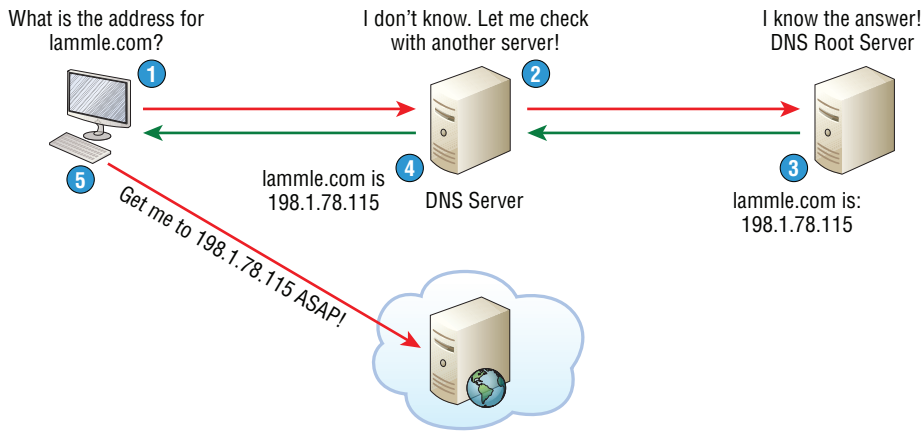 What is the address for
lammle.com?
I don't know. Let me check
with another server!
I know the answer!
DNS Root Server
1
2
4
3
5
lammle.com is
198.1.78.115
DNS Server
lammle.com is:
198.1.78.115
Get me to 198.1.78.115 ASAP!